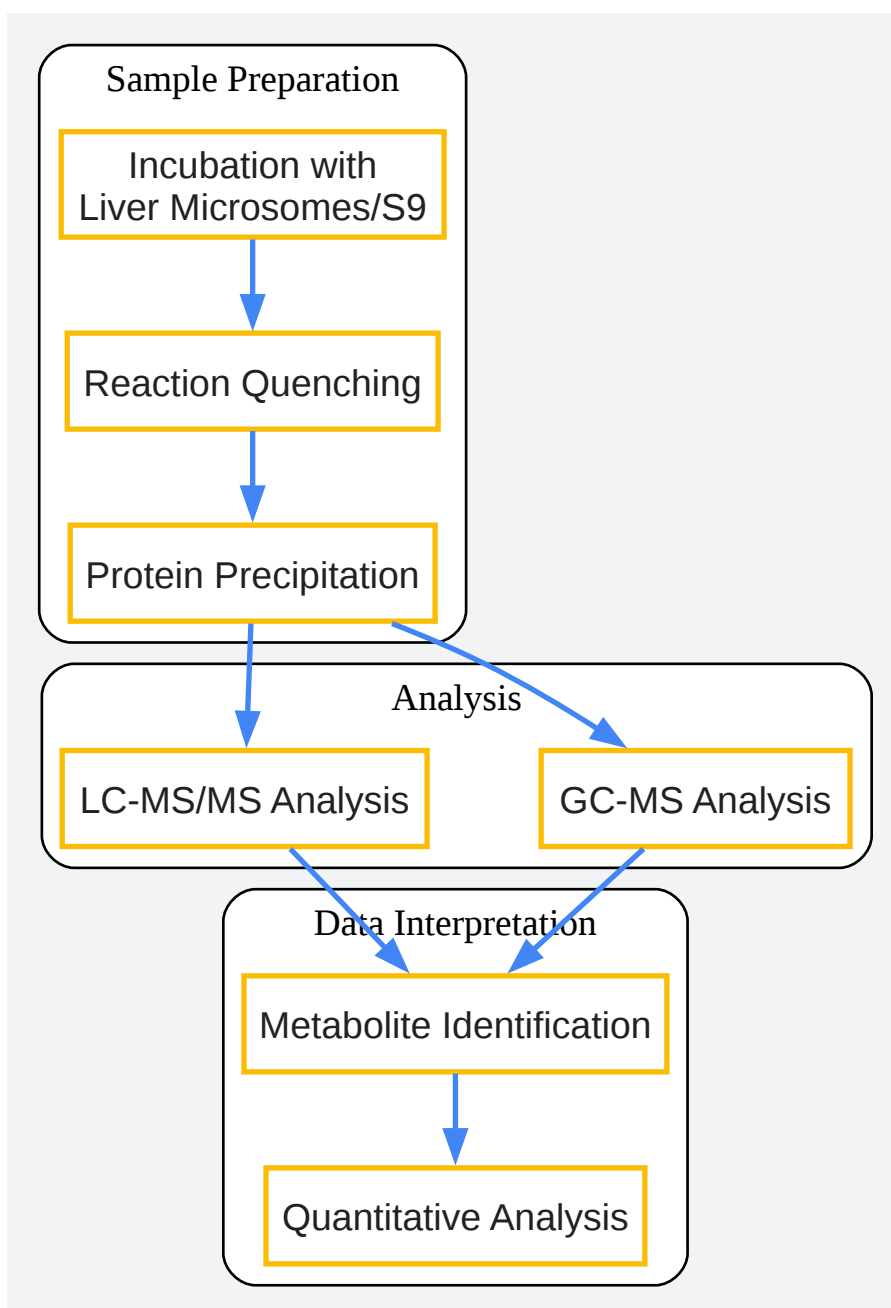 Sample Preparation
Incubation with
Liver Microsomes/S9
Reaction Quenching
Protein Precipitation
Analysis
LC-MS/MS Analysis
GC-MS Analysis
Data Interpretation
Metabolite Identification
Quantitative Analysis